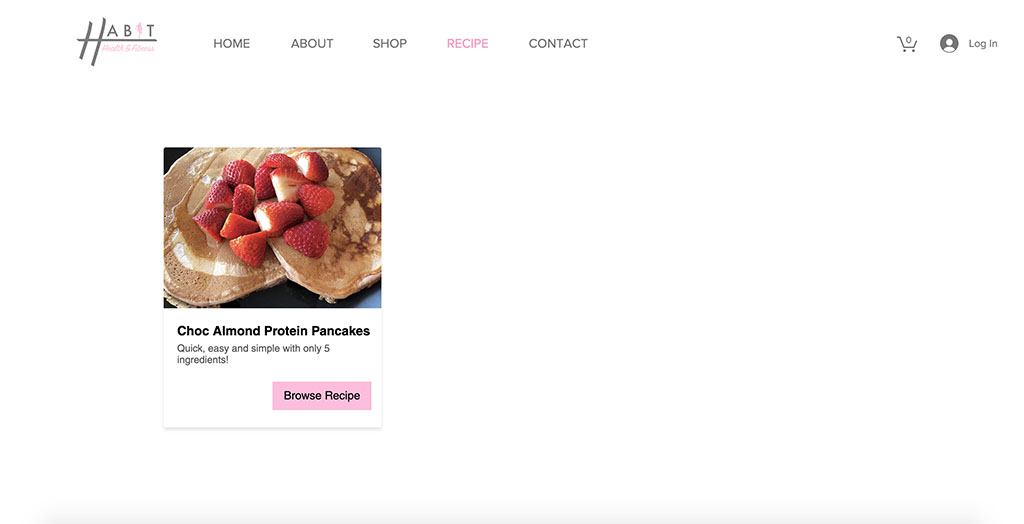 HABIT
Health & Fitness
HOME ABOUT SHOP RECIPE CONTACT
0
Log In
Choc Almond Protein Pancakes
Quick, easy and simple with only 5
ingredients!
Browse Recipe